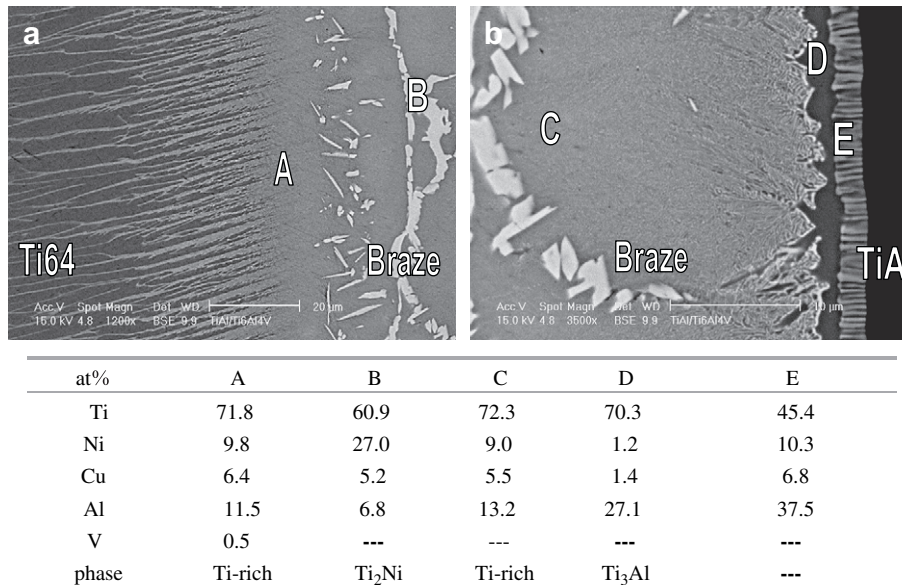 a
A
B
Ti64
Braze
Acc.V Spot Magn Det WD 20 μm
15.0 kV 4.8 1200x BSE 9.9 TiAl/Ti6Al4V
b
D
C
E
Braze
TiA
Acc.V Spot Magn Det WD 10 μm
15.0 kV 4.8 3500x BSE 9.9 TiAl/Ti6Al4V
at% A B C D E
Ti 71.8 60.9 72.3 70.3 45.4
Ni 9.8 27.0 9.0 1.2 10.3
Cu 6.4 5.2 5.5 1.4 6.8
Al 11.5 6.8 13.2 27.1 37.5
V 0.5 --- --- --- ---
phase Ti-rich Ti₂Ni Ti-rich Ti₃Al ---